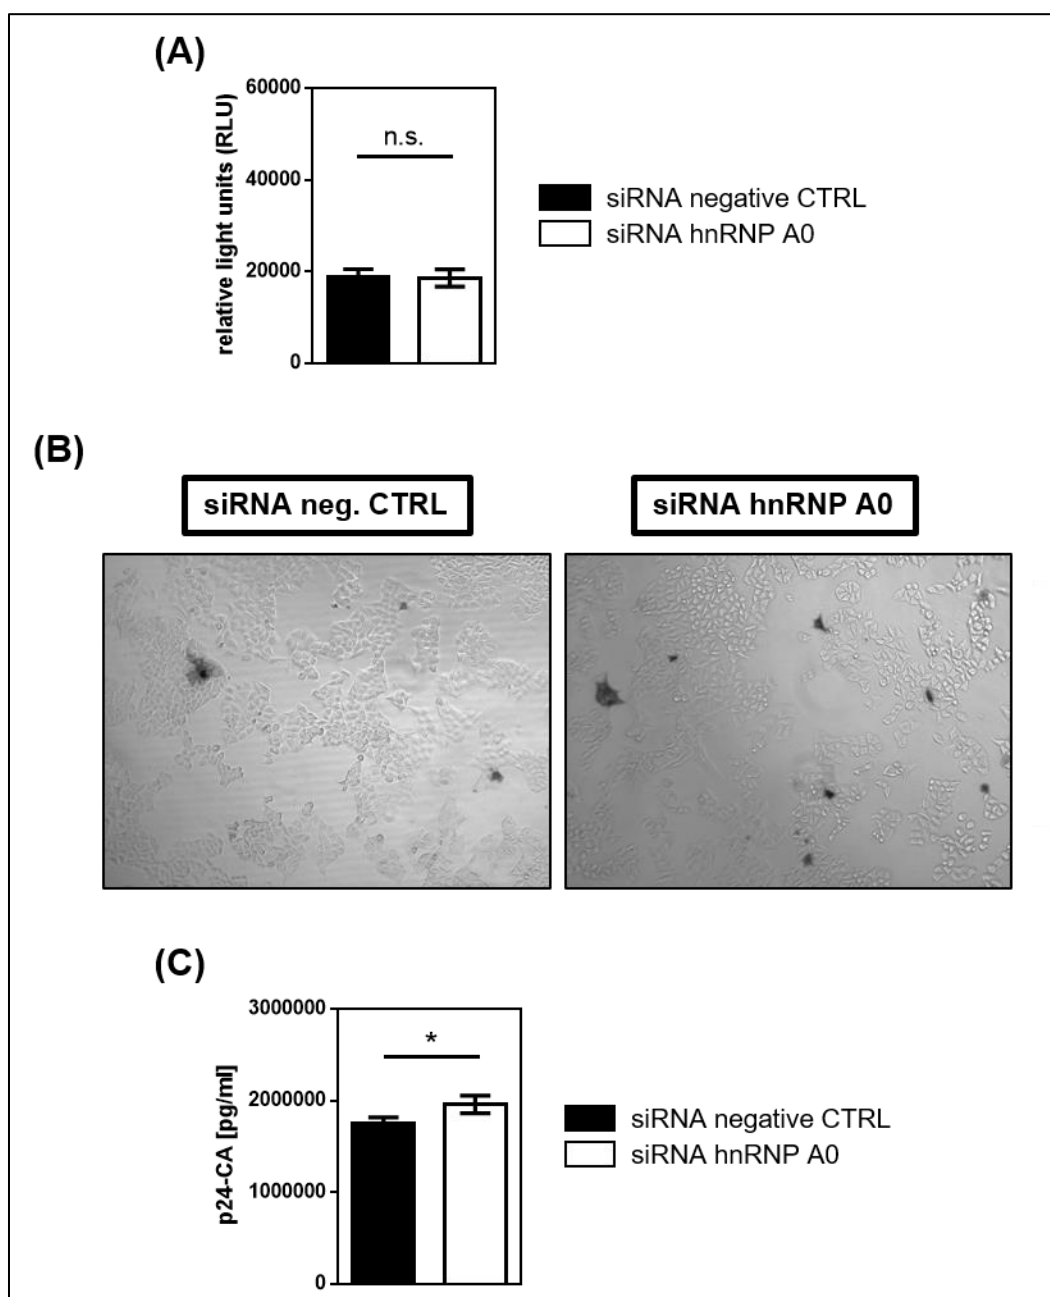 (A)
relative light units (RLU)
60000
40000
20000
0
n.s.
siRNA negative CTRL
siRNA hnRNP A0
(B)
siRNA neg. CTRL
siRNA hnRNP A0
(C)
p24-CA [pg/ml]
3000000
2000000
1000000
0
*
siRNA negative CTRL
siRNA hnRNP A0